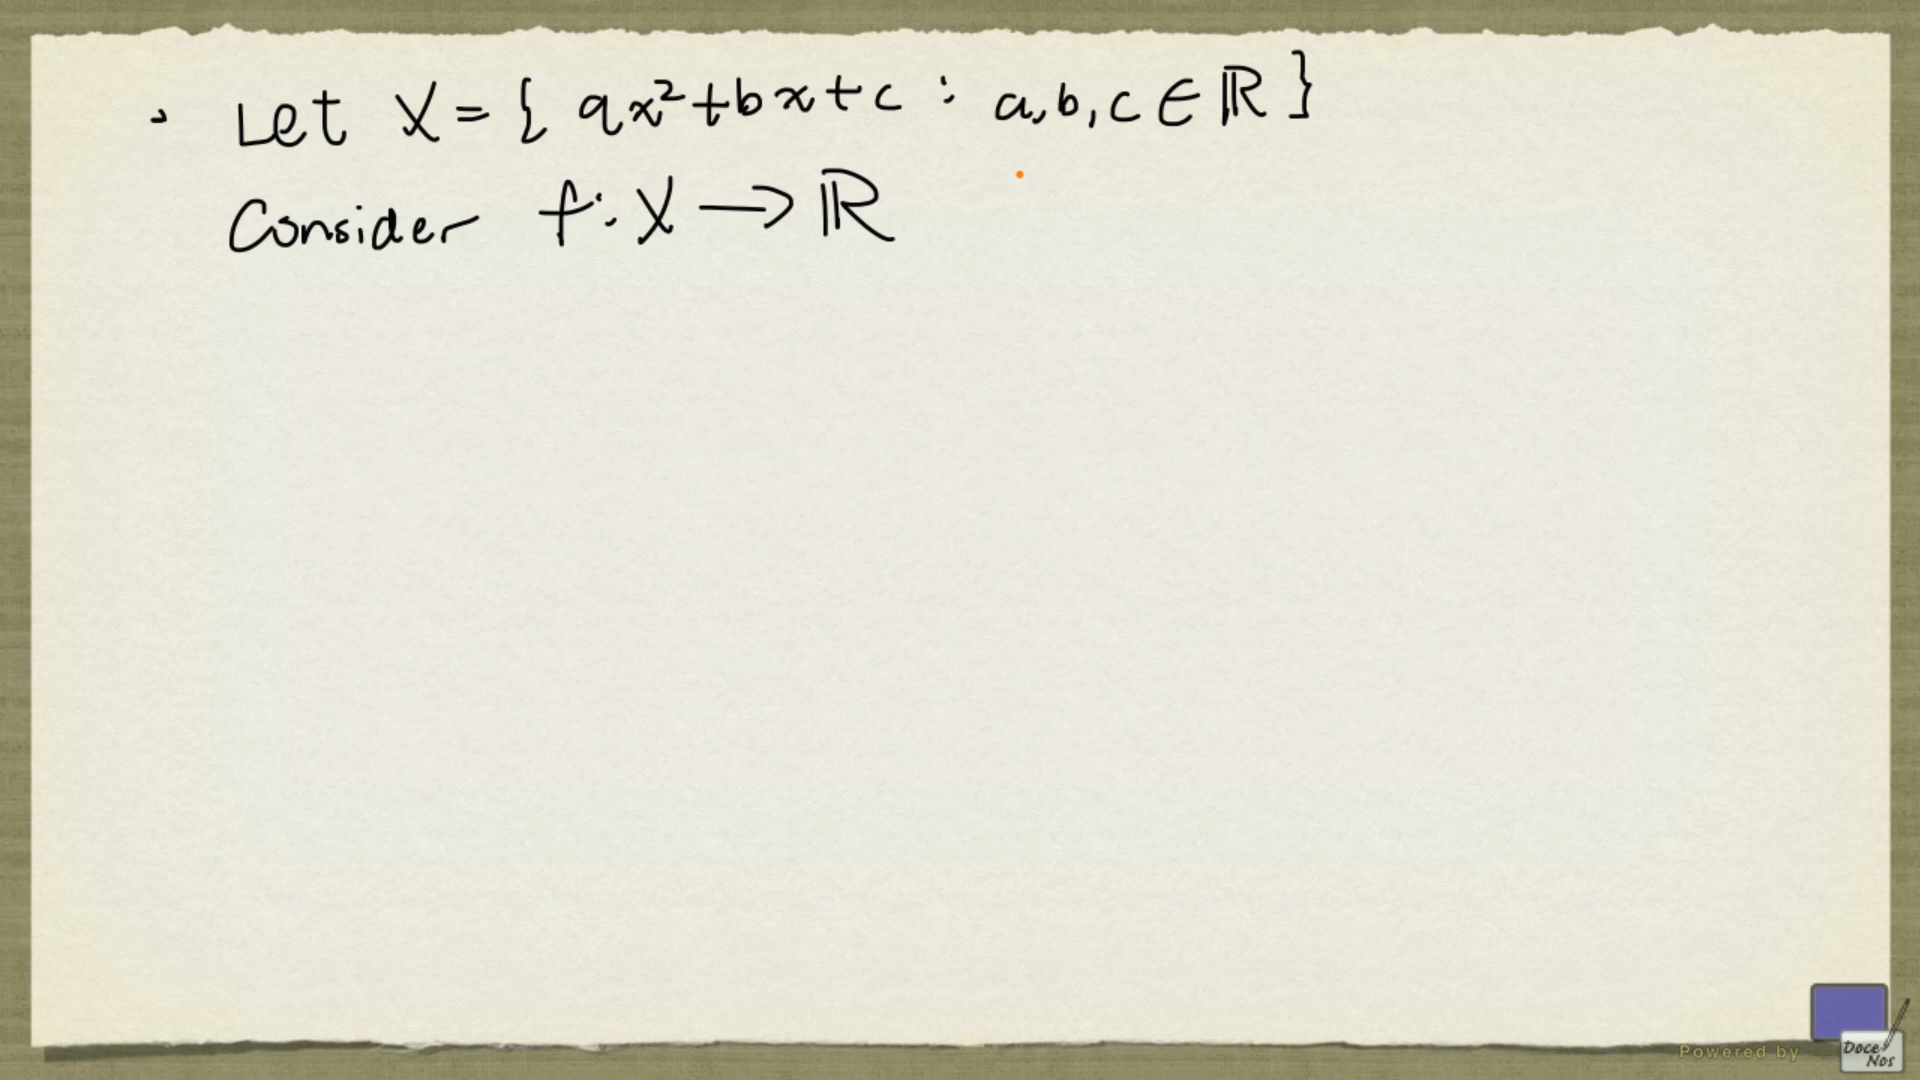 Let X = { ax²+bx+c : a,b,c ∈ ℝ }
Consider f: X → ℝ
Powered by
Doce
Nos